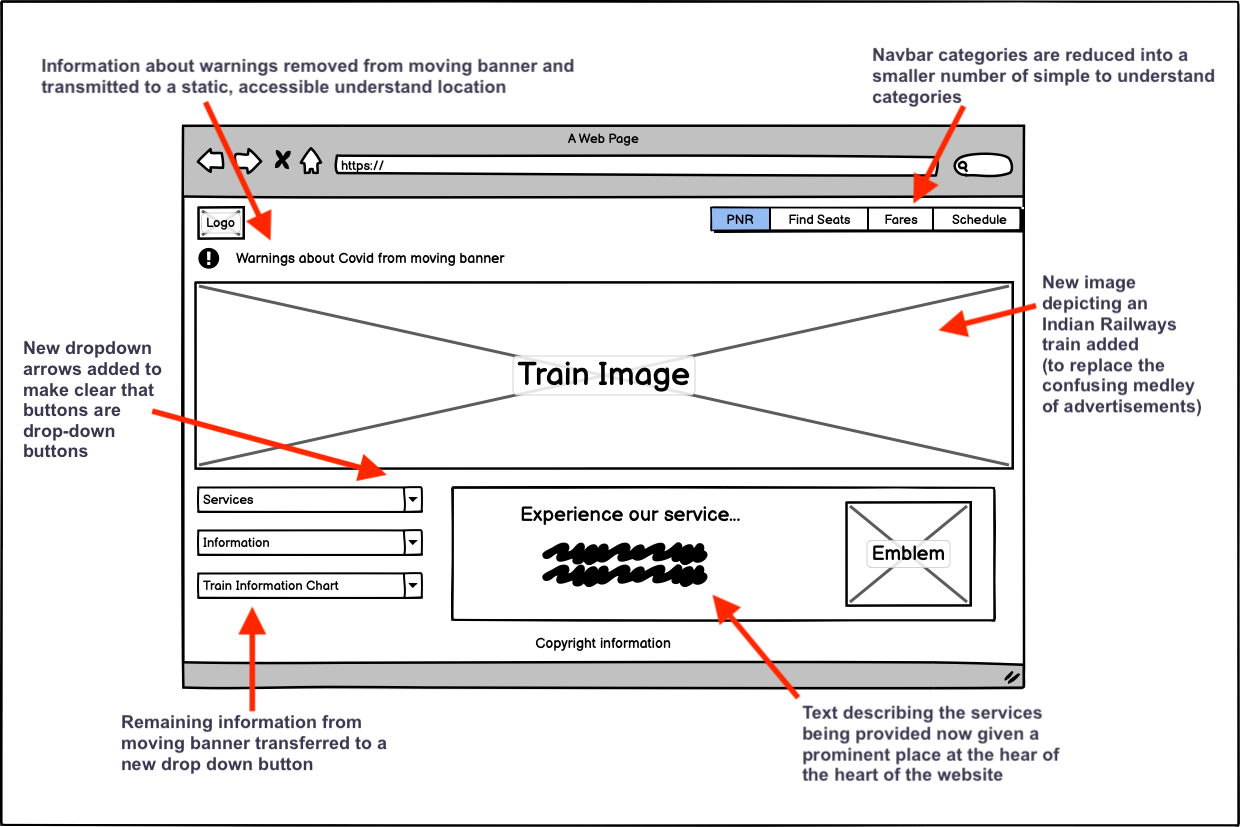 Information about warnings removed from moving banner and
transmitted to a static, accessible understand location
Navbar categories are reduced into a
smaller number of simple to understand
categories
A Web Page
https://
Logo
PNR
Find Seats
Fares
Schedule
Warnings about Covid from moving banner
New image
depicting an
Indian Railways
train added
(to replace the
confusing medley
of advertisements)
Train Image
New dropdown
arrows added to
make clear that
buttons are
drop-down
buttons
Services
Information
Train Information Chart
Experience our service...
Emblem
Copyright information
Remaining information from
moving banner transferred to a
new drop down button
Text describing the services
being provided now given a
prominent place at the hear of
the heart of the website